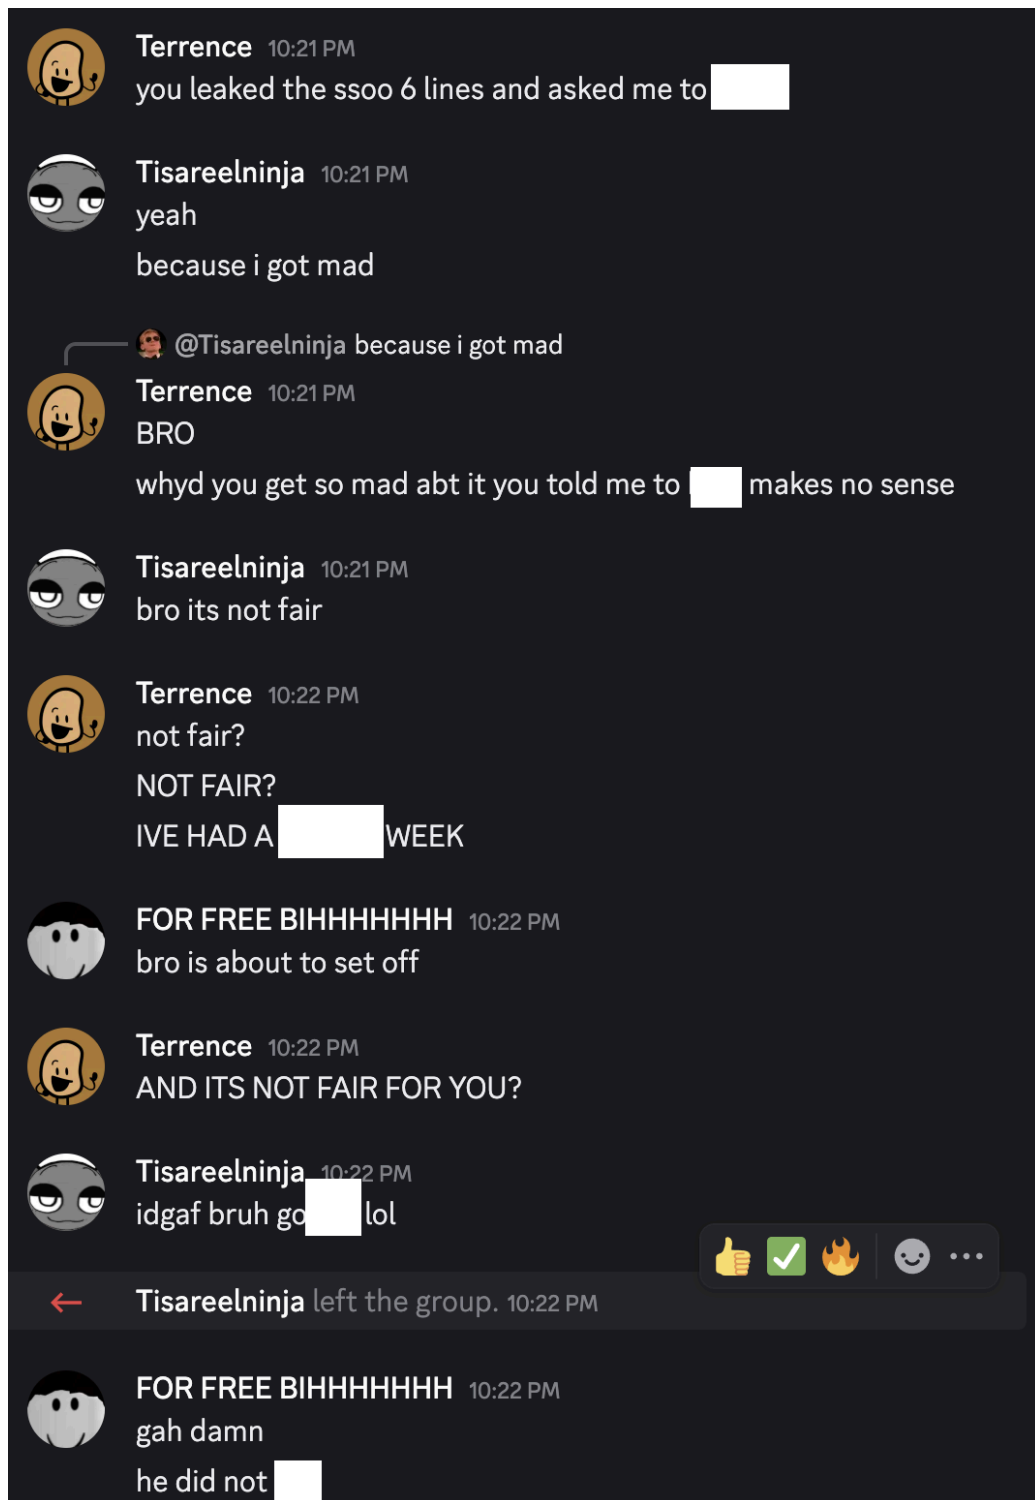 Terrence 10:21 PM
you leaked the ssoo 6 lines and asked me to
Tisareelninja 10:21 PM
yeah
because i got mad
@Tisareelninja because i got mad
Terrence 10:21 PM
BRO
whyd you get so mad abt it you told me to makes no sense
Tisareelninja 10:21 PM
bro its not fair
Terrence 10:22 PM
not fair?
NOT FAIR?
IVE HAD A WEEK
FOR FREE BIHHHHHHH 10:22 PM
bro is about to set off
Terrence 10:22 PM
AND ITS NOT FAIR FOR YOU?
Tisareelninja 10:22 PM
idgaf bruh go lol
Tisareelninja left the group. 10:22 PM
FOR FREE BIHHHHHHH 10:22 PM
gah damn
he did not